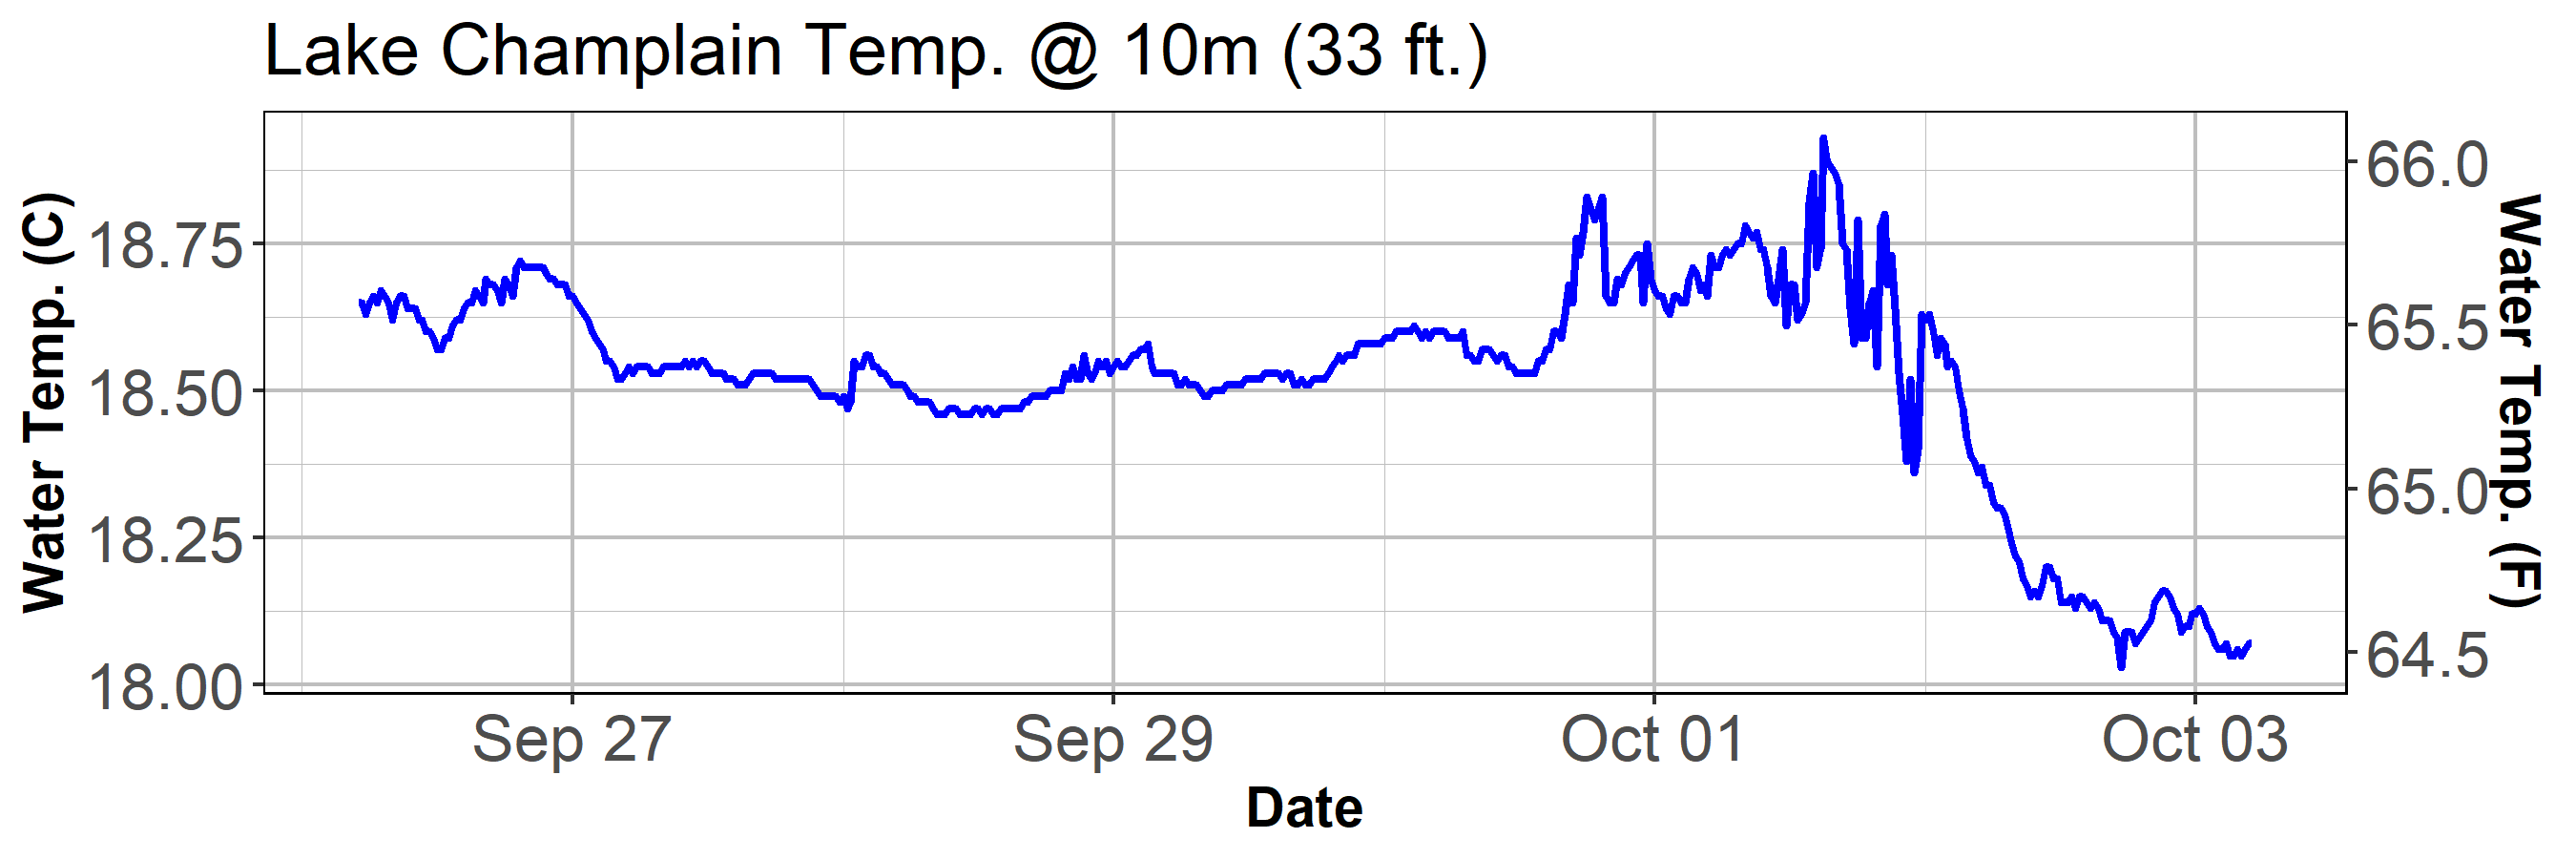 Lake Champlain Temp. @ 10m (33 ft.)
Water Temp. (C)
18.75
18.50
18.25
18.00
66.0
65.5
65.0
64.5
Water Temp. (F)
Sep 27 Sep 29 Oct 01 Oct 03
Date